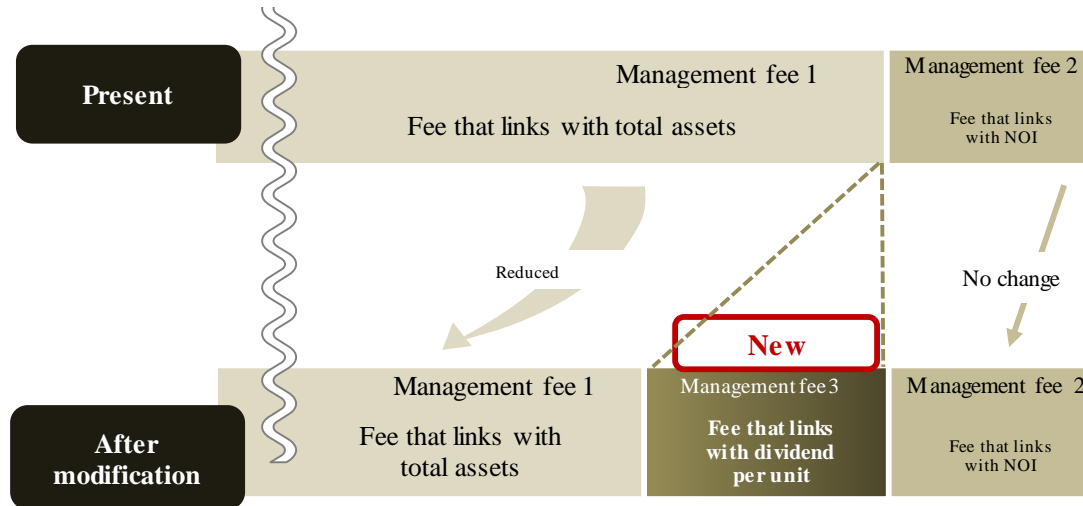 Present
Management fee 1
Fee that links with total assets
Management fee 2
Fee that links
with NOI
Reduced
No change
New
After
modification
Management fee 1
Fee that links with
total assets
Management fee 3
Fee that links
with dividend
per unit
Management fee 2
Fee that links
with NOI